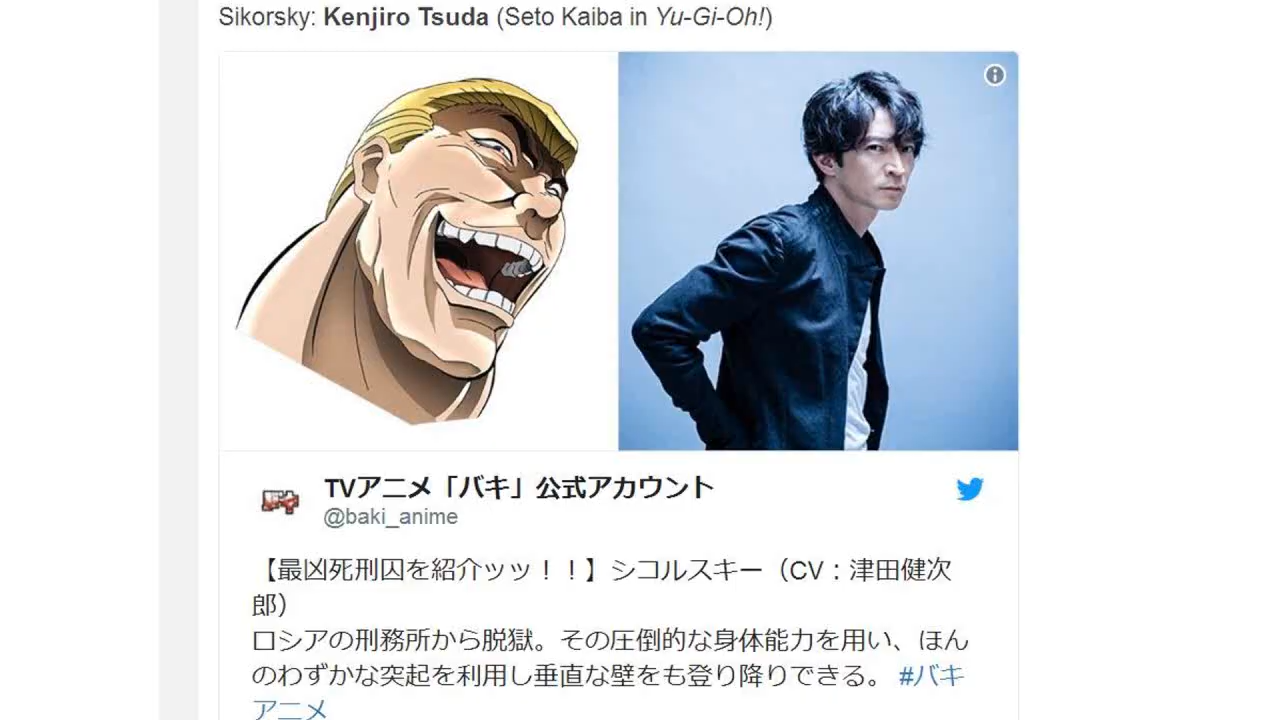 Sikorsky: Kenjiro Tsuda (Seto Kaiba in Yu-Gi-Oh!)
TVアニメ「バキ」公式アカウント
@baki_anime
【最凶死刑囚を紹介ッッ！！】シコルスキー（CV：津田健次
郎）
ロシアの刑務所から脱獄。その圧倒的な身体能力を用い、ほん
のわずかな突起を利用し垂直な壁をも登り降りできる。 #バキ
アニメ